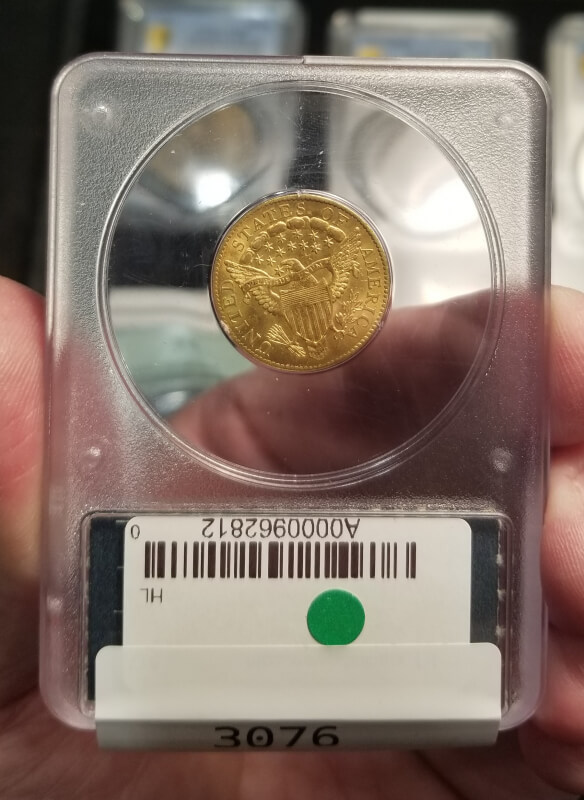 UNITED STATES OF AMERICA
A0000962812
0
HL
3076